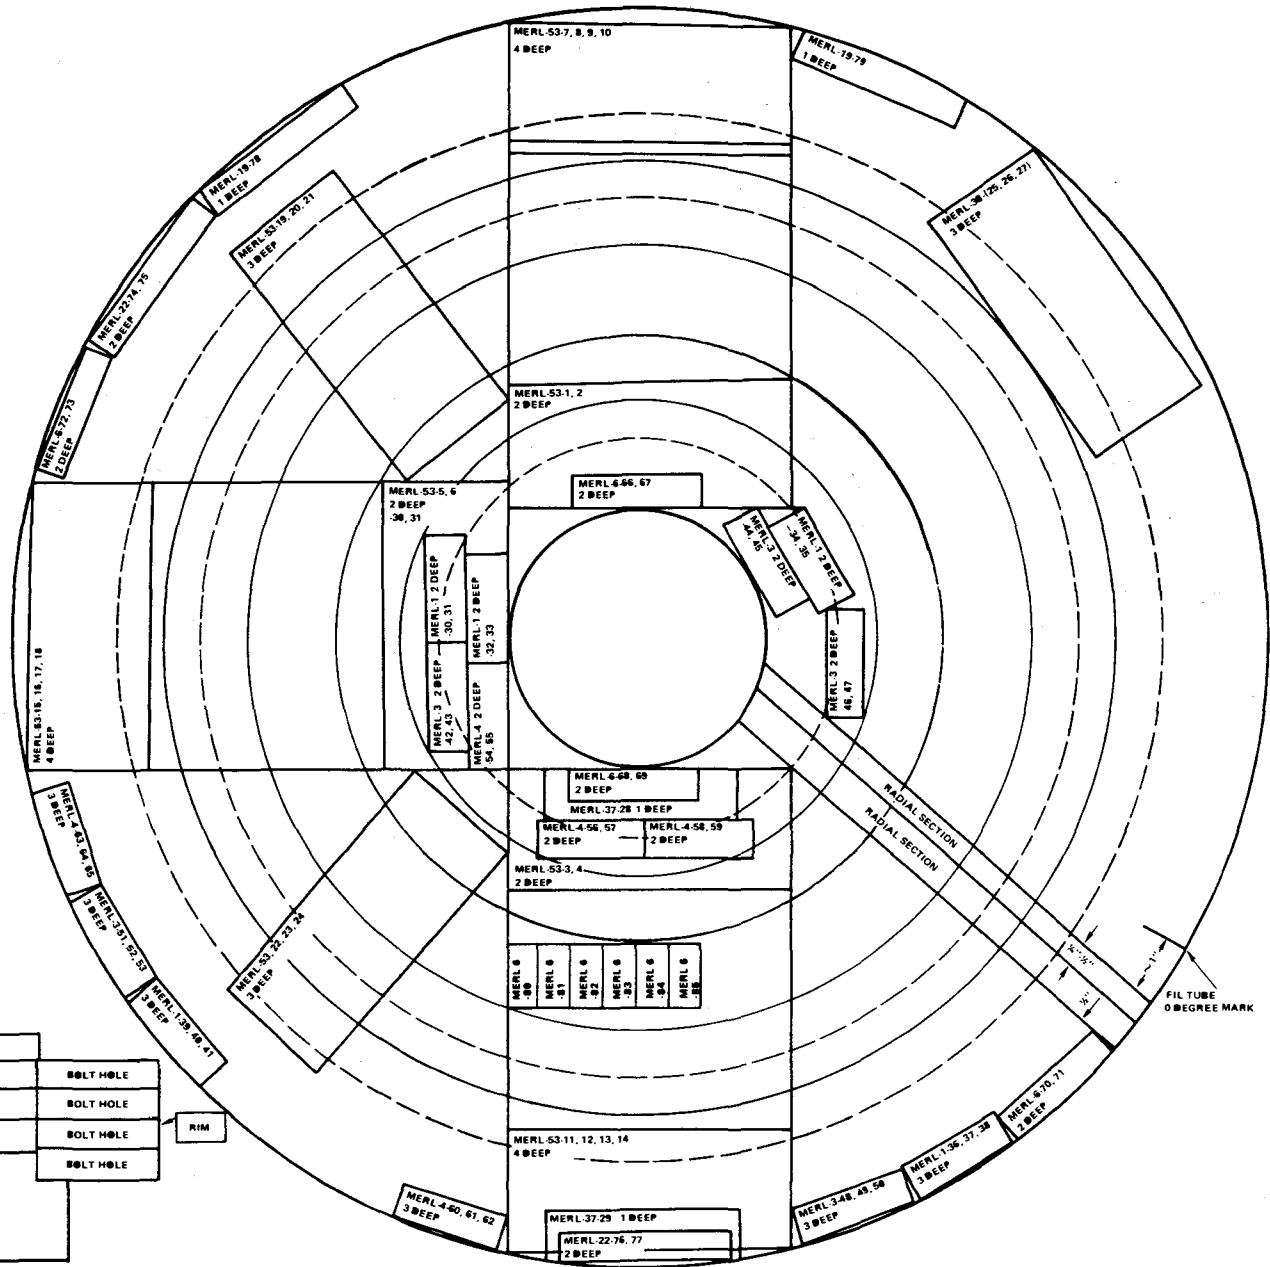 MERL-53-7, 8, 9, 10
4 DEEP
MERL-19-79
1 DEEP
MERL-19-78
1 DEEP
MERL-53-19, 20, 21
3 DEEP
MERL-38-(25, 26, 27)
3 DEEP
MERL-22-74, 75
2 DEEP
MERL-6-72, 73
2 DEEP
MERL-53-1, 2
2 DEEP
MERL-6-66, 67
2 DEEP
MERL-53-5, 6
2 DEEP
-30, 31
MERL-1 2 DEEP
-30, 31
MERL-1 2 DEEP
-32, 33
MERL-3 2 DEEP
-42, 43
MERL-4 2 DEEP
-54, 55
MERL-3 2 DEEP
-44, 45
MERL-1 2 DEEP
-34, 35
MERL-3 2 DEEP
46, 47
MERL-53-15, 16, 17, 18
4 DEEP
MERL-6-68, 69
2 DEEP
MERL-37-28 1 DEEP
MERL-4-56, 57
2 DEEP
MERL-4-58, 59
2 DEEP
MERL-53-3, 4
2 DEEP
RADIAL SECTION
RADIAL SECTION
MERL-4-63, 64, 65
3 DEEP
MERL-3-51, 52, 53
3 DEEP
MERL-1-39, 40, 41
3 DEEP
MERL-53, 22, 23, 24
3 DEEP
MERL 6
-80
MERL 6
-81
MERL 6
-82
MERL 6
-83
MERL 6
-84
MERL 6
-85
~1"
½"
FIL TUBE
0 DEGREE MARK
BOLT HOLE
BOLT HOLE
BOLT HOLE
BOLT HOLE
RIM
MERL-53-11, 12, 13, 14
4 DEEP
MERL-6-70, 71
2 DEEP
MERL-1-36, 37, 38
3 DEEP
MERL-3-48, 49, 50
3 DEEP
MERL-4-60, 61, 62
3 DEEP
MERL-37-29 1 DEEP
MERL-22-76, 77
2 DEEP